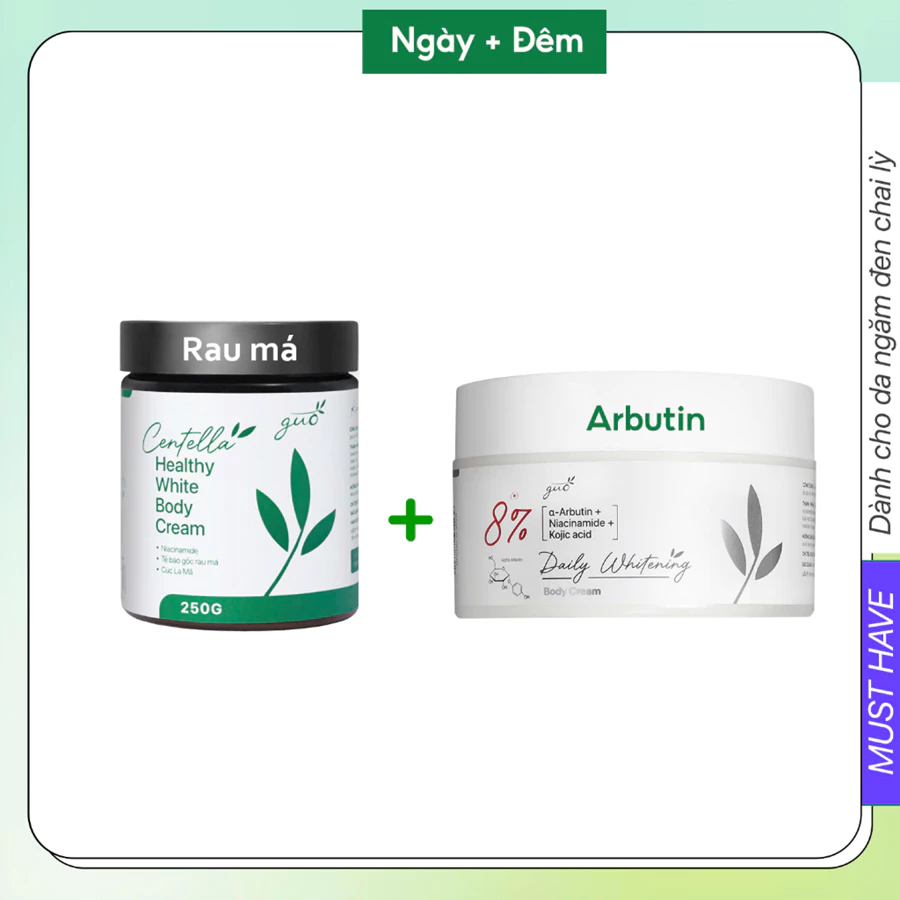 Ngày + Đêm
Rau má
guo
Centella
Healthy
White
Body
Cream
• Niacinamide
• Tế bào gốc rau má
• Cúc La Mã
250G
+
Arbutin
guo
8%
α-Arbutin +
Niacinamide +
Kojic acid
Daily Whitening
Body Cream
Dành cho da ngăm đen chai lỳ
MUST HAVE